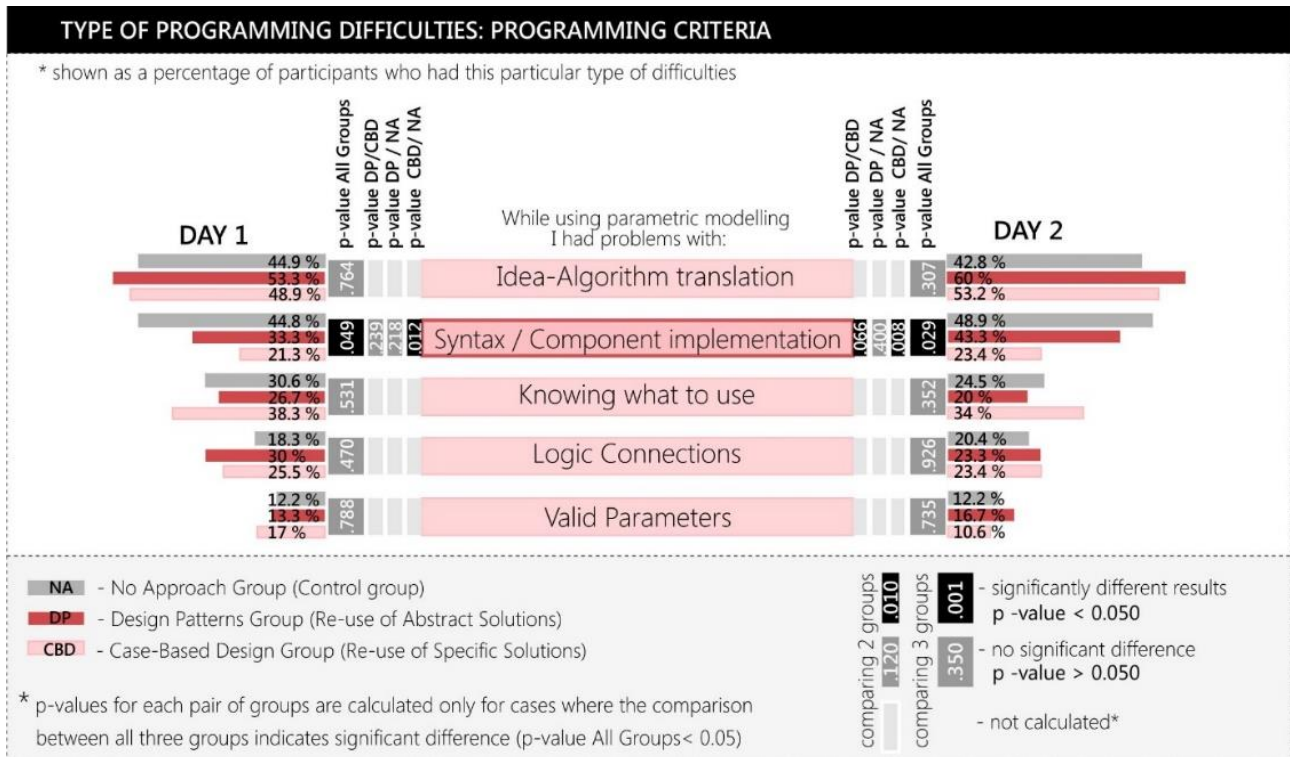 TYPE OF PROGRAMMING DIFFICULTIES: PROGRAMMING CRITERIA
* shown as a percentage of participants who had this particular type of difficulties
p-value All Groups
p-value DP/CBD
p-value DP / NA
p-value CBD/ NA
p-value DP/CBD
p-value DP / NA
p-value CBD/ NA
p-value All Groups
DAY 1
While using parametric modelling
I had problems with:
DAY 2
44.9 %
53.3 %
48.9 %
.764
Idea-Algorithm translation
.307
42.8 %
60 %
53.2 %
44.8 %
33.3 %
21.3 %
.049
.239
.218
.012
Syntax / Component implementation
.066
.400
.008
.029
48.9 %
43.3 %
23.4 %
30.6 %
26.7 %
38.3 %
.531
Knowing what to use
.352
24.5 %
20 %
34 %
18.3 %
30 %
25.5 %
.470
Logic Connections
.926
20.4 %
23.3 %
23.4 %
12.2 %
13.3 %
17 %
.788
Valid Parameters
.735
12.2 %
16.7 %
10.6 %
NA - No Approach Group (Control group)
DP - Design Patterns Group (Re-use of Abstract Solutions)
CBD - Case-Based Design Group (Re-use of Specific Solutions)
* p-values for each pair of groups are calculated only for cases where the comparison
between all three groups indicates significant difference (p-value All Groups< 0.05)
comparing 2 groups
.010
.120
comparing 3 groups
.001
.350
- significantly different results
p -value < 0.050
- no significant difference
p -value > 0.050
- not calculated*